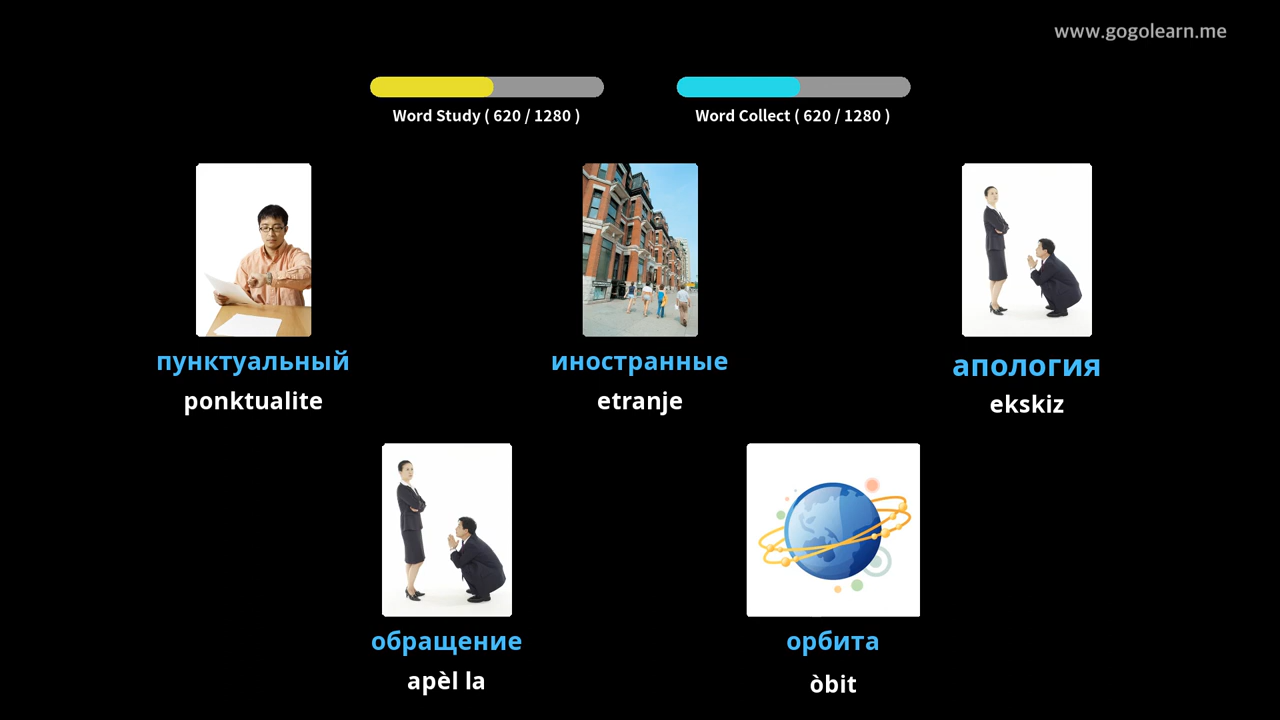 www.gogolearn.me
Word Study ( 620 / 1280 )
Word Collect ( 620 / 1280 )
пунктуальный
ponktualite
иностранные
etranje
апология
ekskiz
обращение
apèl la
орбита
òbit